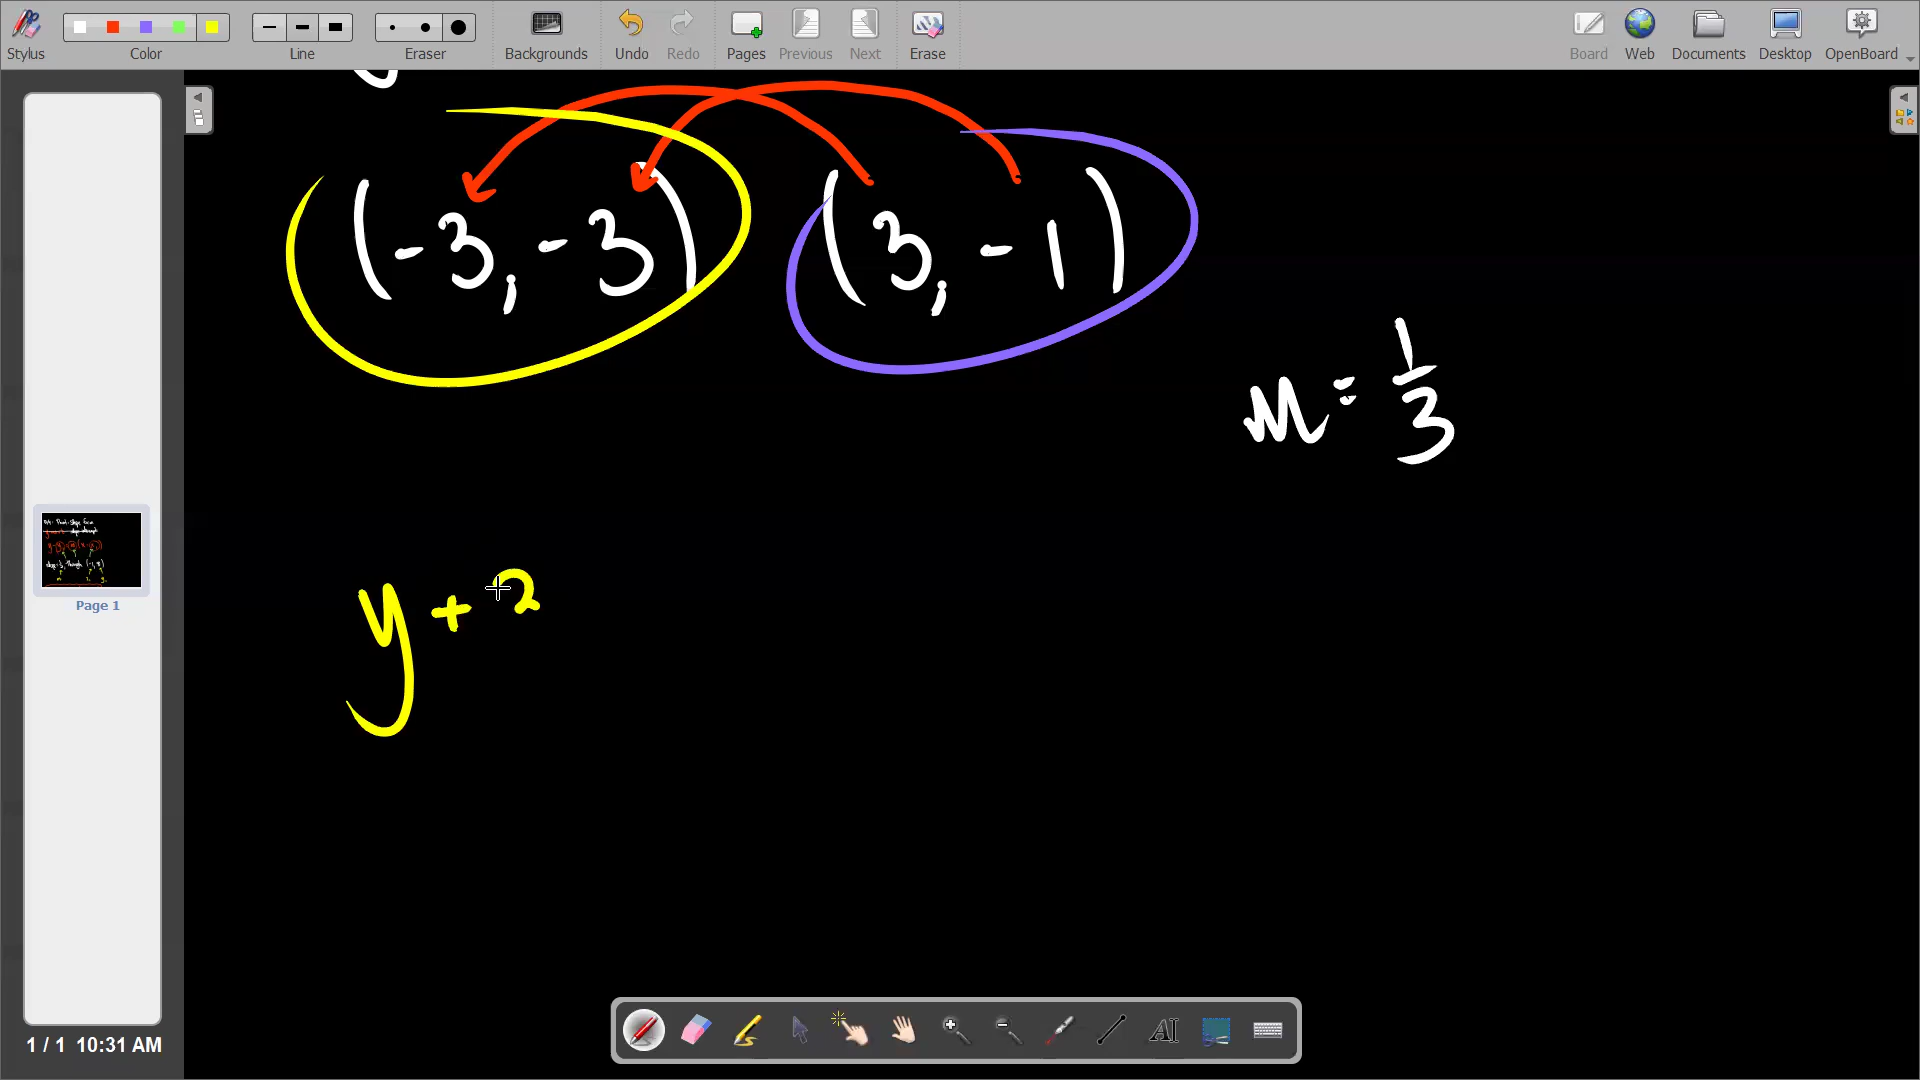 Stylus Color Line Eraser Backgrounds Undo Redo Pages Previous Next Erase Board Web Documents Desktop OpenBoard
(-3, -3) (3, -1)
m = 1/3
y + 2
Page 1
1 / 1 10:31 AM
AI